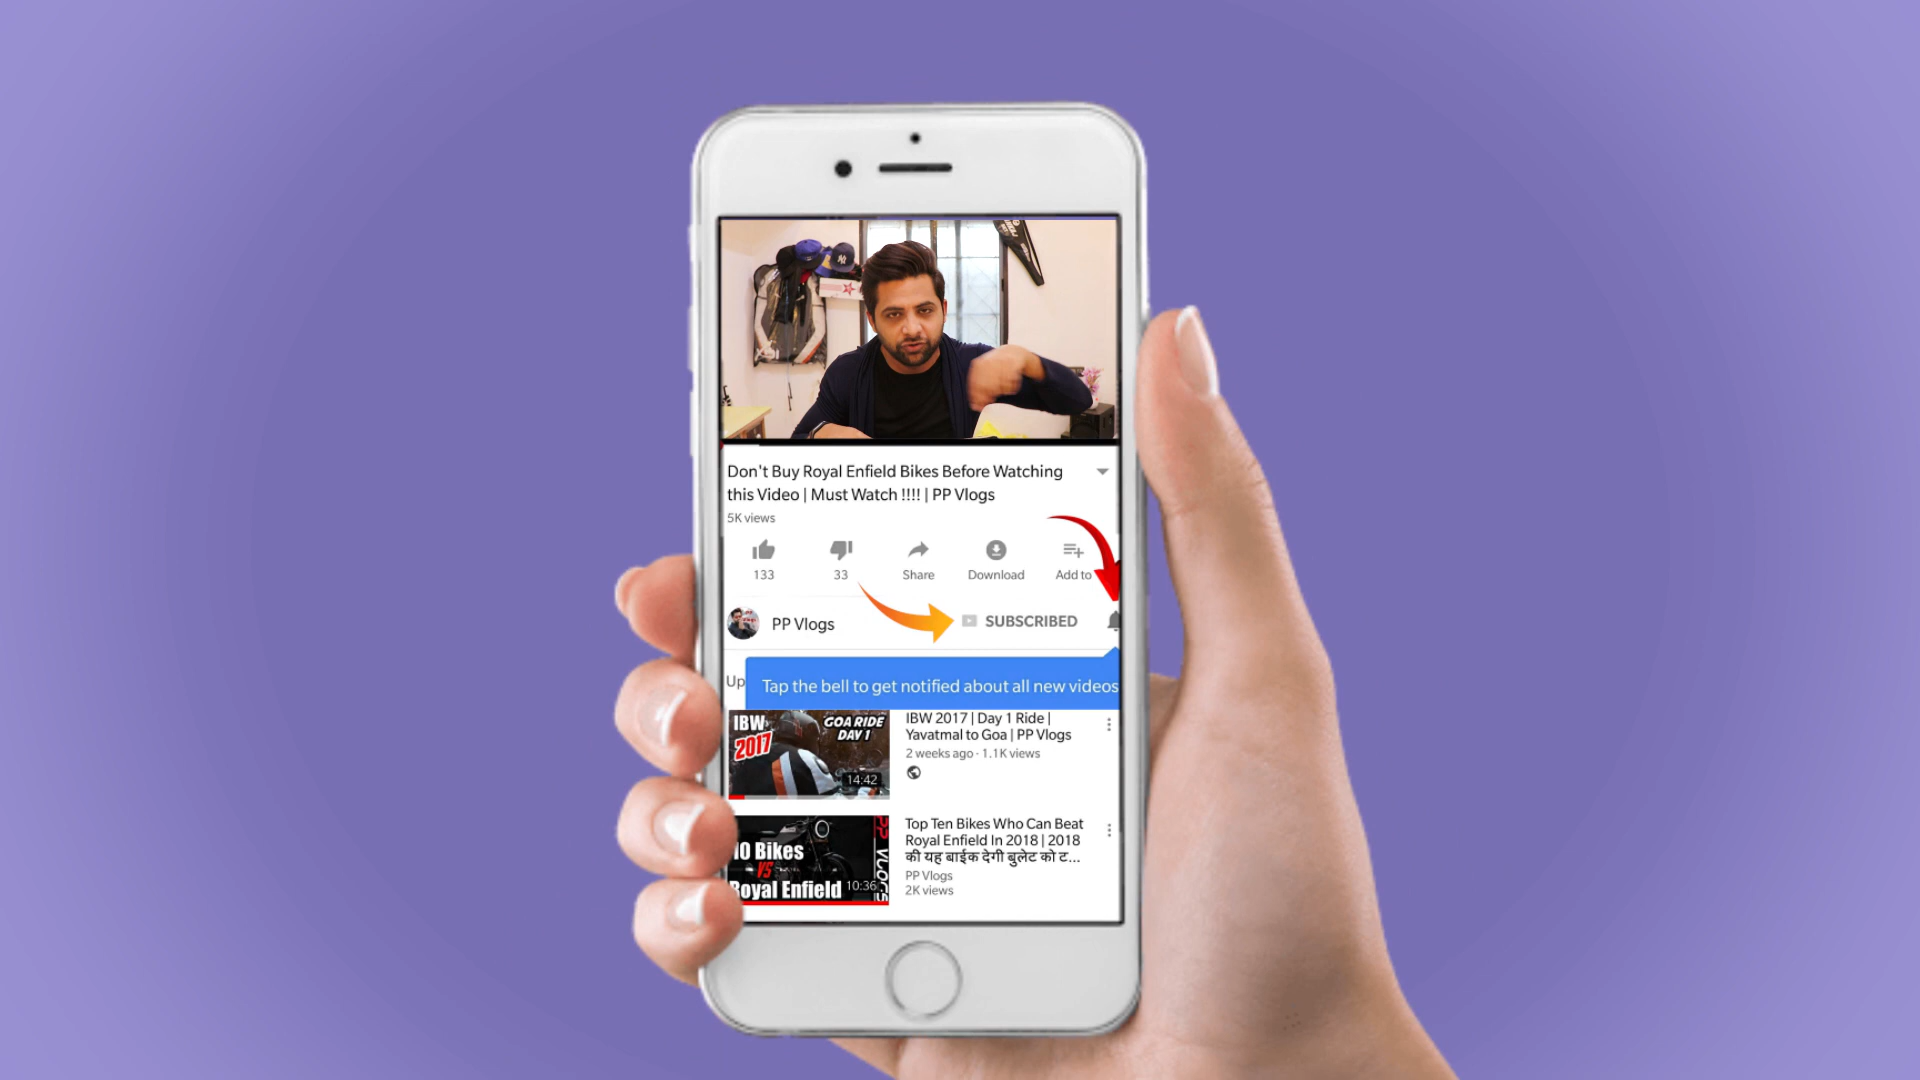 Don't Buy Royal Enfield Bikes Before Watching
this Video | Must Watch !!!! | PP Vlogs
5K views
133
33
Share
Download
Add to
PP Vlogs
SUBSCRIBED
Up
Tap the bell to get notified about all new videos
IBW
2017
GOA RIDE
DAY 1
14:42
IBW 2017 | Day 1 Ride |
Yavatmal to Goa | PP Vlogs
2 weeks ago · 1.1K views
10 Bikes
VS
Royal Enfield
PP VLOGS
10:36
Top Ten Bikes Who Can Beat
Royal Enfield In 2018 | 2018
की यह बाईक देगी बुलेट को ट...
PP Vlogs
2K views